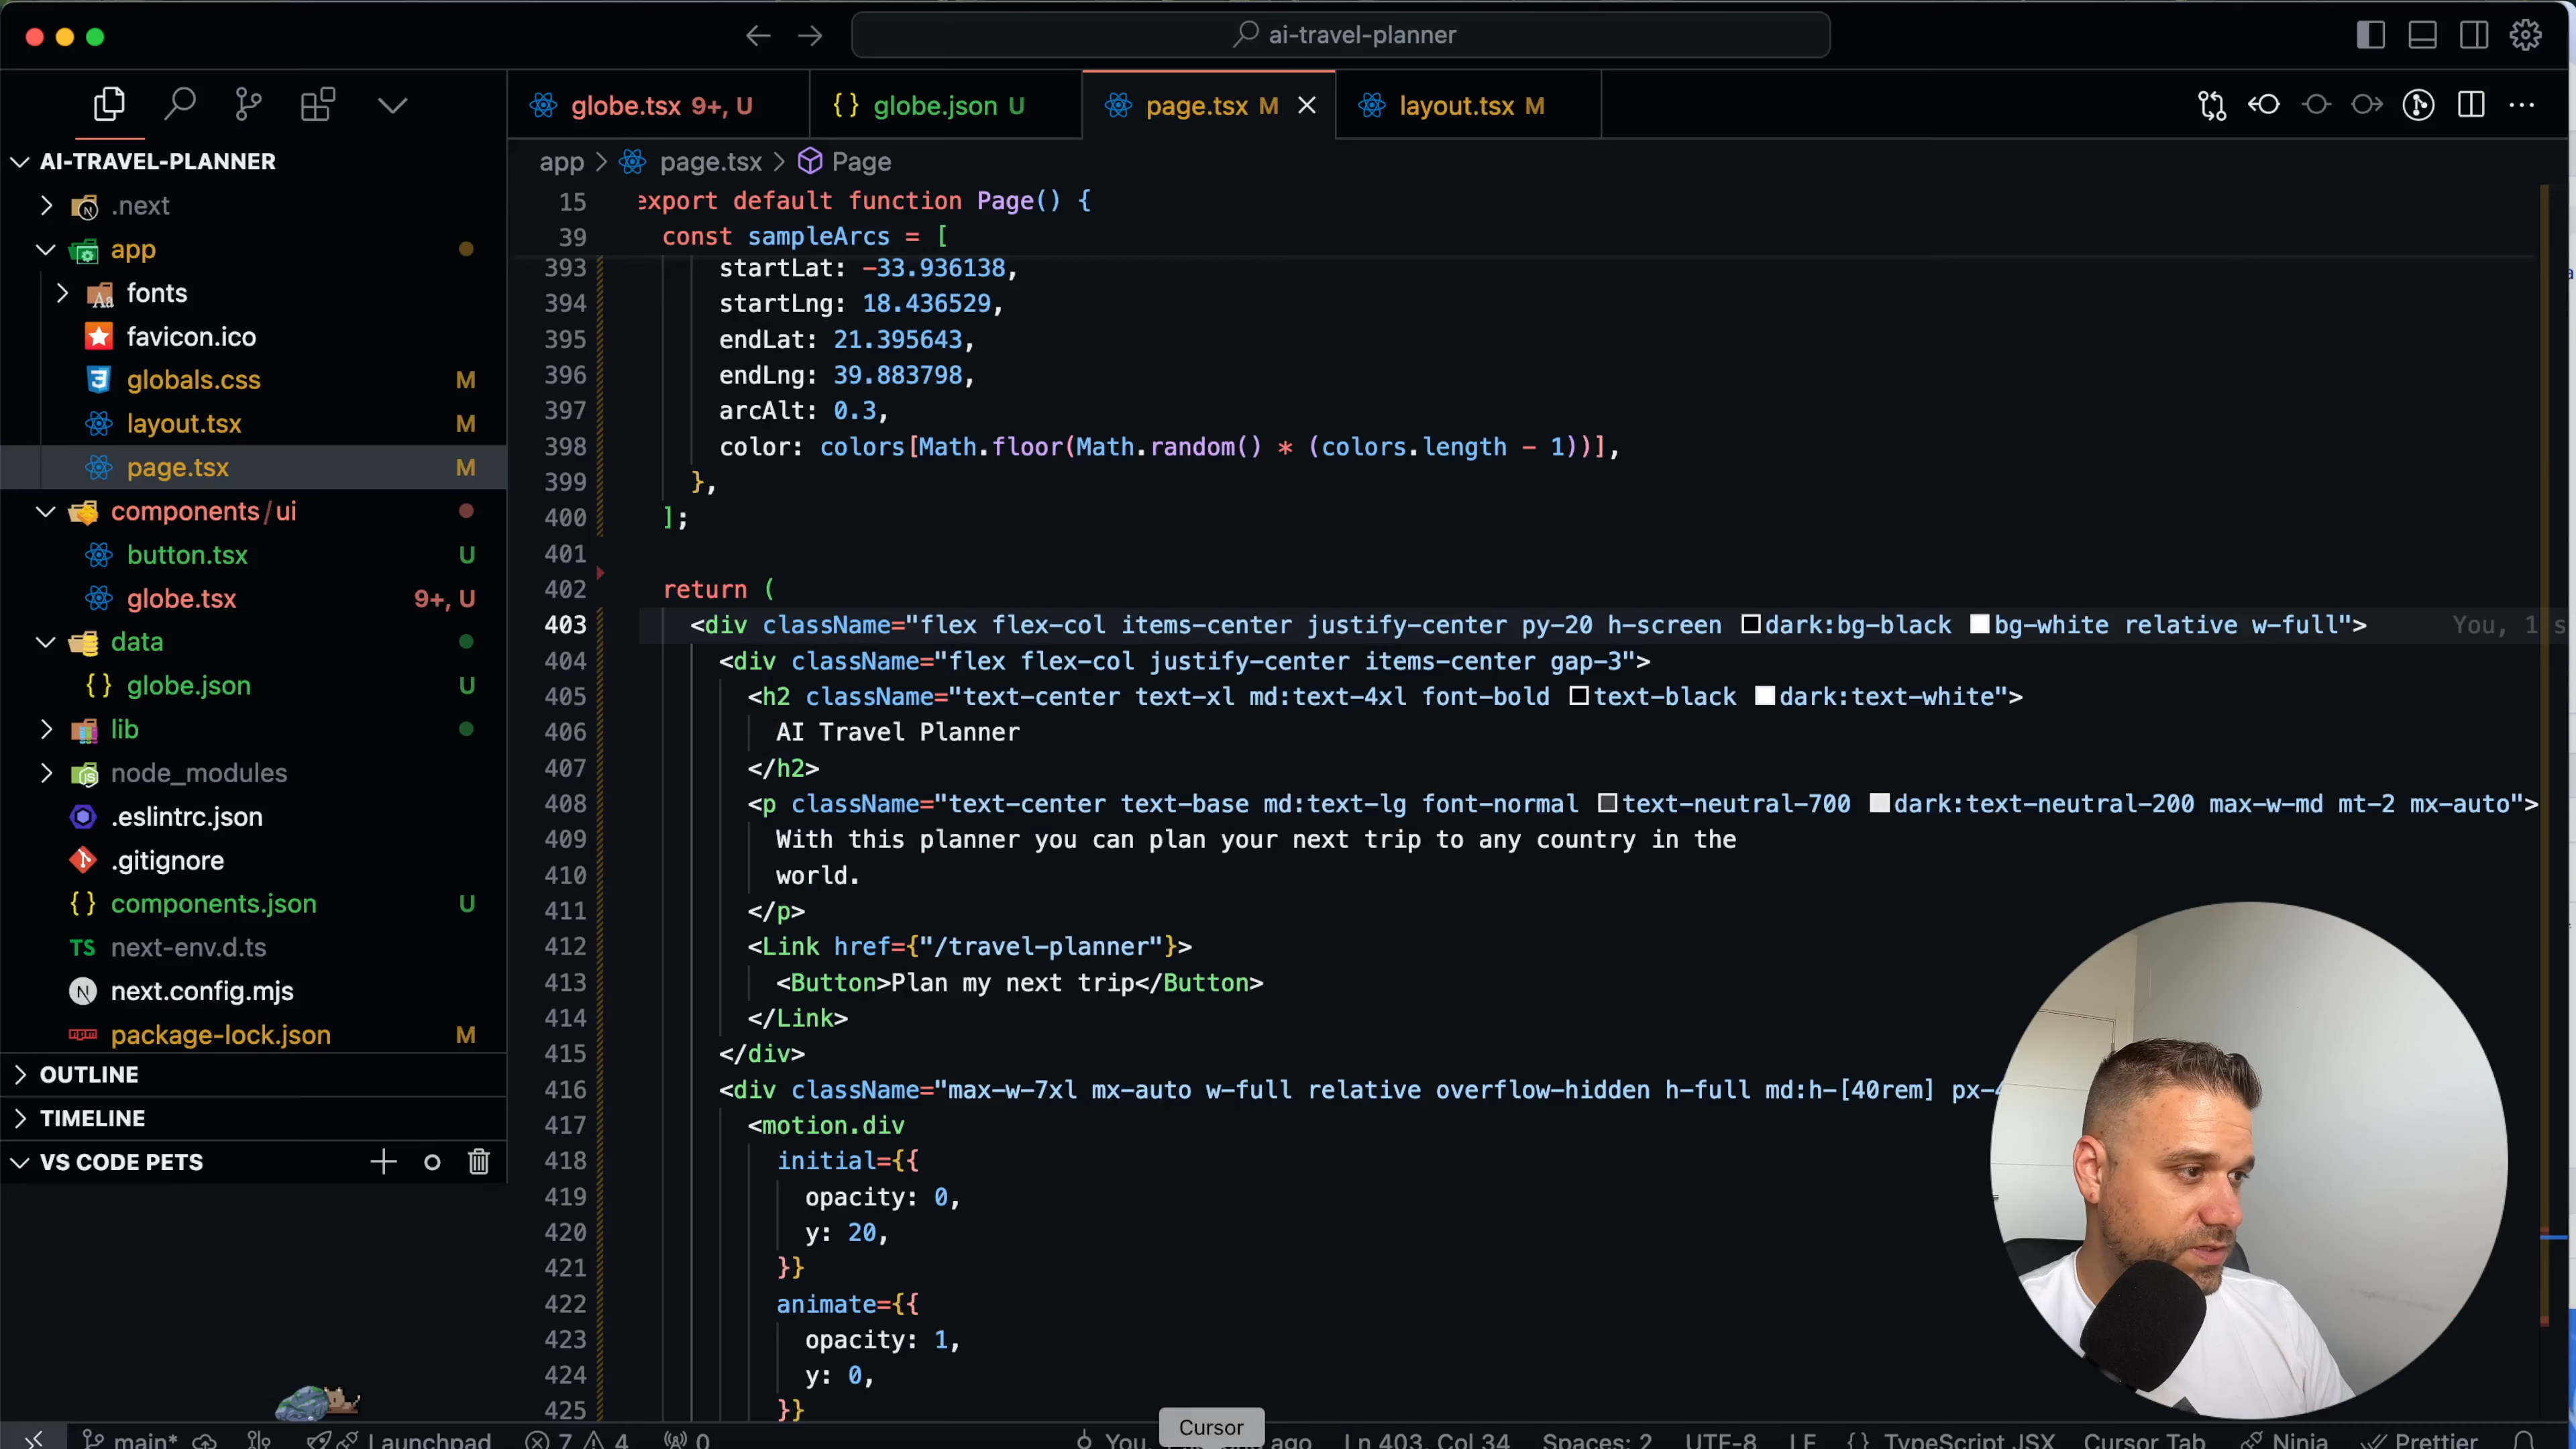 ai-travel-planner
globe.tsx 9+, U
globe.json U
page.tsx M
layout.tsx M
AI-TRAVEL-PLANNER
.next
app
fonts
favicon.ico
globals.css M
layout.tsx M
page.tsx M
components/ui
button.tsx U
globe.tsx 9+, U
data
globe.json U
lib
node_modules
.eslintrc.json
.gitignore
components.json U
next-env.d.ts
next.config.mjs
package-lock.json M
OUTLINE
TIMELINE
VS CODE PETS
app > page.tsx > Page
15 export default function Page() {
39 const sampleArcs = [
393 startLat: -33.936138,
394 startLng: 18.436529,
395 endLat: 21.395643,
396 endLng: 39.883798,
397 arcAlt: 0.3,
398 color: colors[Math.floor(Math.random() * (colors.length - 1))],
399 },
400 ];
401
402 return (
403 <div className="flex flex-col items-center justify-center py-20 h-screen dark:bg-black bg-white relative w-full"> You, 1 s
404 <div className="flex flex-col justify-center items-center gap-3">
405 <h2 className="text-center text-xl md:text-4xl font-bold text-black dark:text-white">
406 AI Travel Planner
407 </h2>
408 <p className="text-center text-base md:text-lg font-normal text-neutral-700 dark:text-neutral-200 max-w-md mt-2 mx-auto">
409 With this planner you can plan your next trip to any country in the
410 world.
411 </p>
412 <Link href={"/travel-planner"}>
413 <Button>Plan my next trip</Button>
414 </Link>
415 </div>
416 <div className="max-w-7xl mx-auto w-full relative overflow-hidden h-full md:h-[40rem] px-4
417 <motion.div
418 initial={{
419 opacity: 0,
420 y: 20,
421 }}
422 animate={{
423 opacity: 1,
424 y: 0,
425 }}
Cursor
main* Launchpad 7 4 0 You, ago Ln 403, Col 34 Spaces: 2 UTF-8 LF {} TypeScript JSX Cursor Tab Ninja Prettier